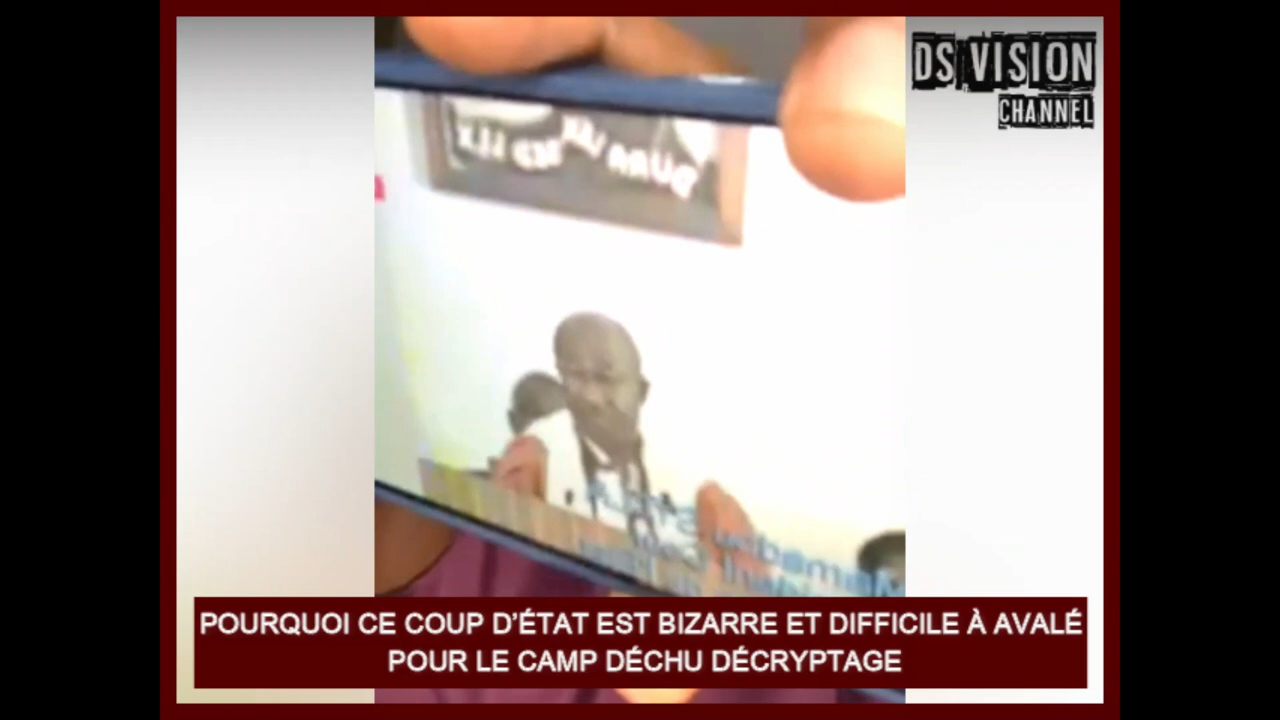 DS VISION
CHANNEL
POURQUOI CE COUP D'ÉTAT EST BIZARRE ET DIFFICILE À AVALÉ
POUR LE CAMP DÉCHU DÉCRYPTAGE